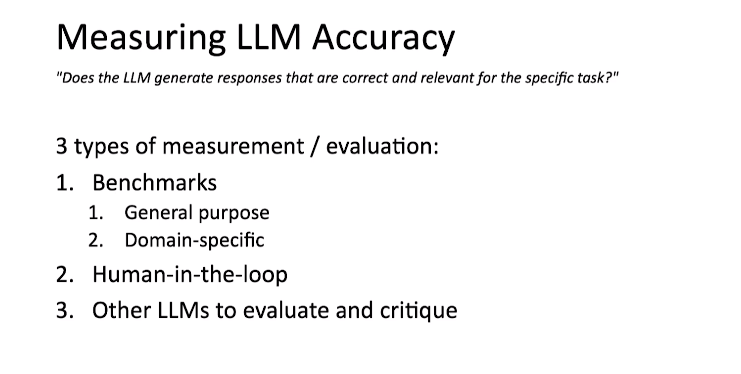 Measuring LLM Accuracy
"Does the LLM generate responses that are correct and relevant for the specific task?"
3 types of measurement / evaluation:
1. Benchmarks
1. General purpose
2. Domain-specific
2. Human-in-the-loop
3. Other LLMs to evaluate and critique